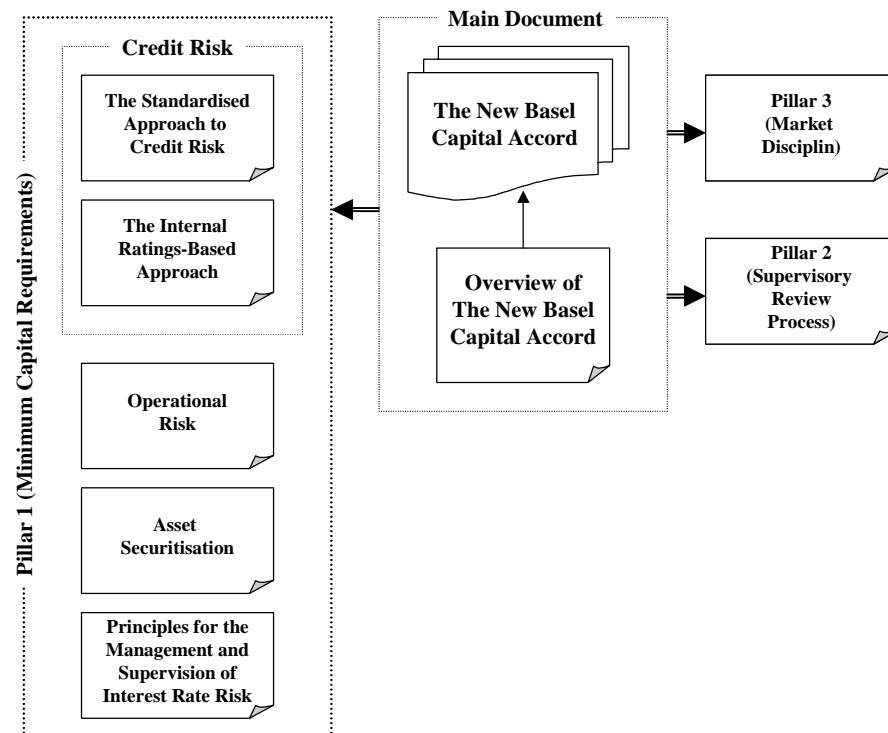 Pillar 1 (Minimum Capital Requirements)
Credit Risk
The Standardised
Approach to
Credit Risk
The Internal
Ratings-Based
Approach
Operational
Risk
Asset
Securitisation
Principles for the
Management and
Supervision of
Interest Rate Risk
Main Document
The New Basel
Capital Accord
Overview of
The New Basel
Capital Accord
Pillar 3
(Market
Disciplin)
Pillar 2
(Supervisory
Review
Process)